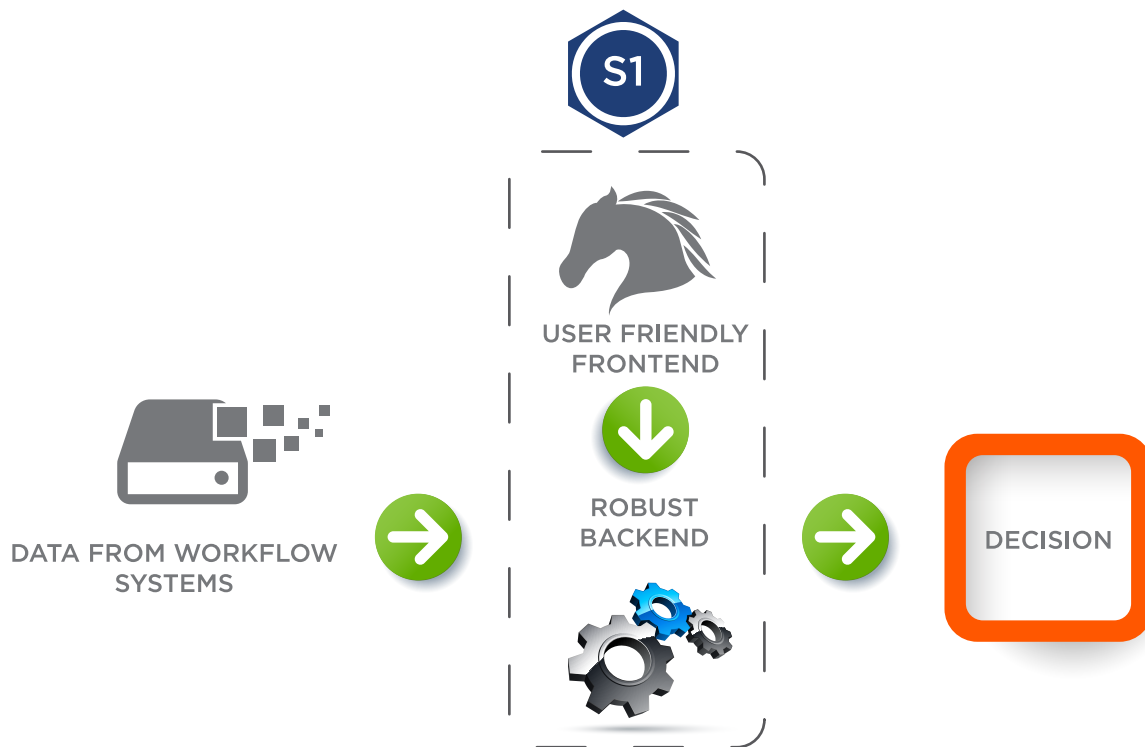 S1
USER FRIENDLY
FRONTEND
ROBUST
BACKEND
DATA FROM WORKFLOW
SYSTEMS
DECISION